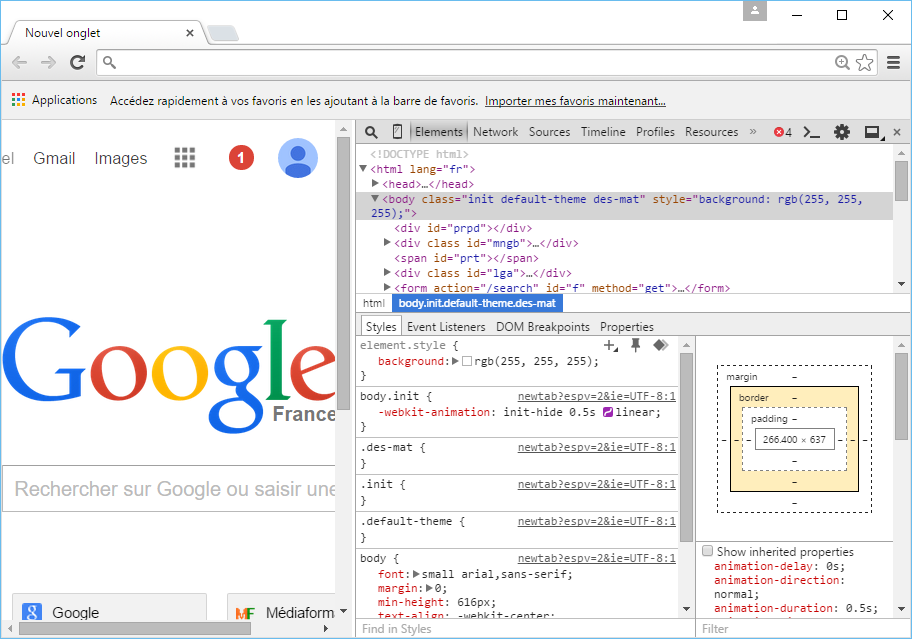 Nouvel onglet
Applications Accédez rapidement à vos favoris en les ajoutant à la barre de favoris. Importer mes favoris maintenant...
el Gmail Images 1
Google
France
Rechercher sur Google ou saisir une
Google
Médiaform
Elements Network Sources Timeline Profiles Resources » 4
<!DOCTYPE html>
<html lang="fr">
<head>…</head>
<body class="init default-theme des-mat" style="background: rgb(255, 255,
255);">
<div id="prpd"></div>
<div class id="mngb">…</div>
<span id="prt"></span>
<div class id="lga">…</div>
<form action="/search" id="f" method="get">…</form>
html body.init.default-theme.des-mat
Styles Event Listeners DOM Breakpoints Properties
element.style {
background: rgb(255, 255, 255);
}
body.init { newtab?espv=2&ie=UTF-8:1
-webkit-animation: init-hide 0.5s linear;
}
.des-mat { newtab?espv=2&ie=UTF-8:1
}
.init { newtab?espv=2&ie=UTF-8:1
}
.default-theme { newtab?espv=2&ie=UTF-8:1
}
body { newtab?espv=2&ie=UTF-8:1
font: small arial,sans-serif;
margin: 0;
min-height: 616px;
text-align: -webkit-center;
Find in Styles
margin –
border –
padding –
– – – 266.400 × 637 – – –
–
–
–
Show inherited properties
animation-delay: 0s;
animation-direction:
normal;
animation-duration: 0.5s;
Filter